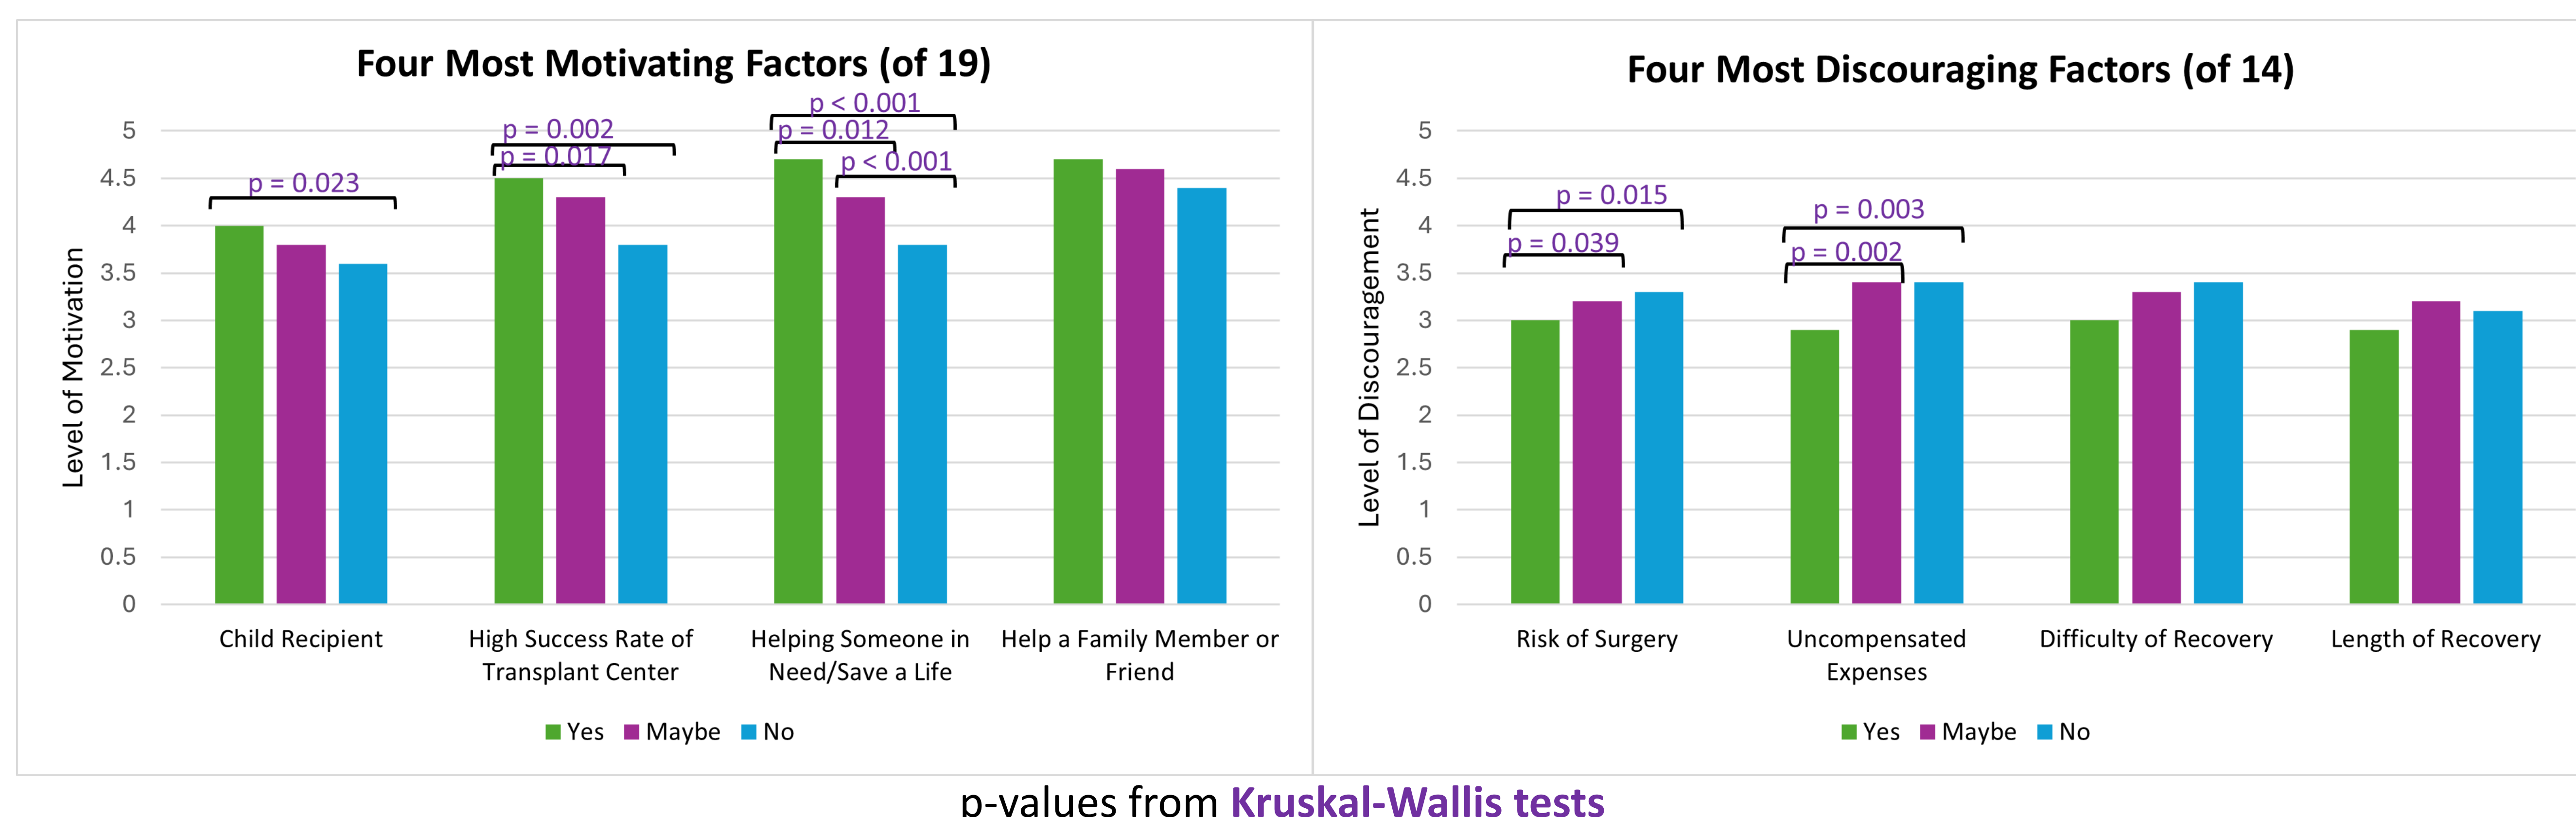 Four Most Motivating Factors (of 19)
p < 0.001
p = 0.002
p = 0.012
p = 0.017
p < 0.001
p = 0.023
5
4.5
4
3.5
3
2.5
2
1.5
1
0.5
0
Level of Motivation
Child Recipient
High Success Rate of
Transplant Center
Helping Someone in
Need/Save a Life
Help a Family Member or
Friend
Yes Maybe No
Four Most Discouraging Factors (of 14)
p = 0.015
p = 0.003
p = 0.039
p = 0.002
5
4.5
4
3.5
3
2.5
2
1.5
1
0.5
0
Level of Discouragement
Risk of Surgery
Uncompensated
Expenses
Difficulty of Recovery
Length of Recovery
Yes Maybe No
p-values from Kruskal-Wallis tests